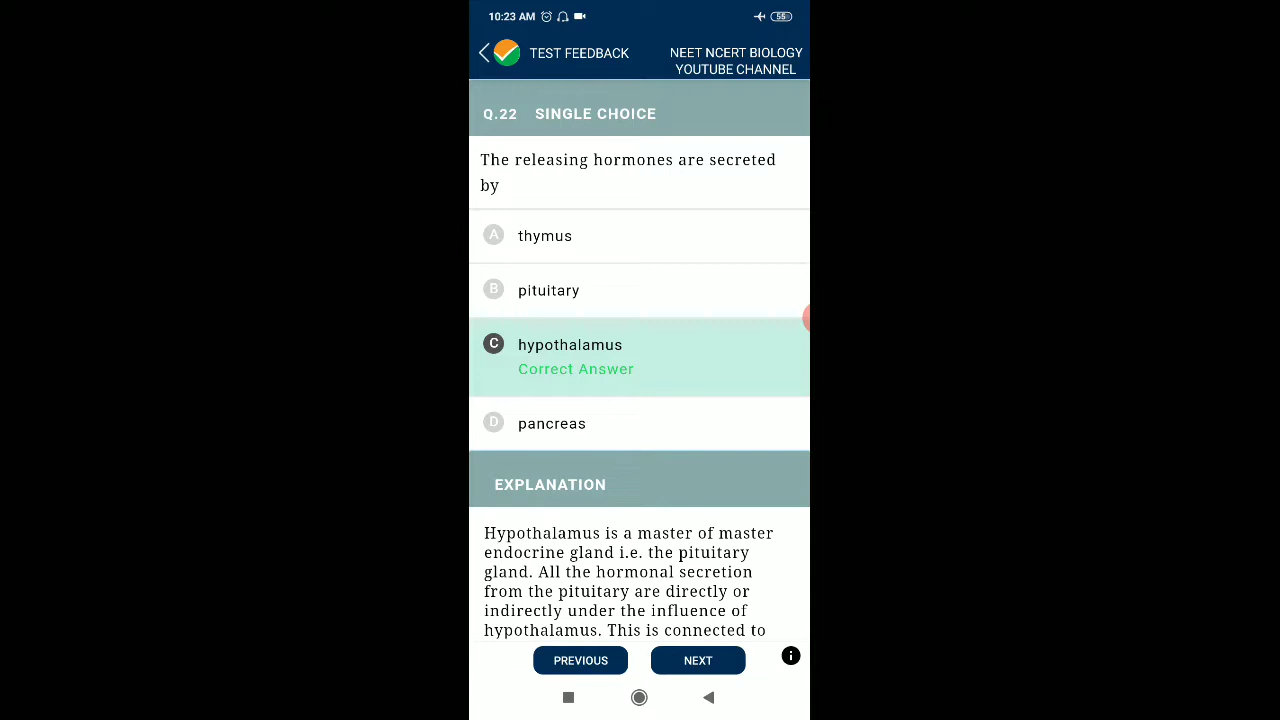 10:23 AM 55
TEST FEEDBACK
NEET NCERT BIOLOGY
YOUTUBE CHANNEL
Q.22 SINGLE CHOICE
The releasing hormones are secreted
by
A thymus
B pituitary
C hypothalamus
Correct Answer
D pancreas
EXPLANATION
Hypothalamus is a master of master
endocrine gland i.e. the pituitary
gland. All the hormonal secretion
from the pituitary are directly or
indirectly under the influence of
hypothalamus. This is connected to
PREVIOUS NEXT